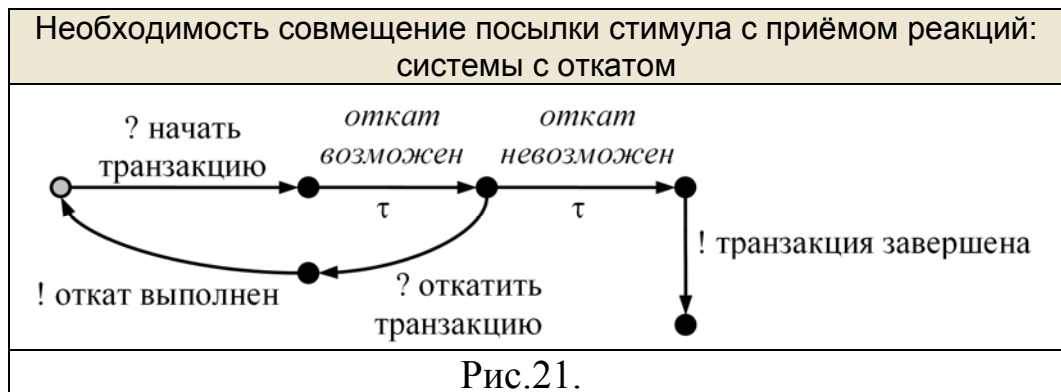 Необходимость совмещение посылки стимула с приёмом реакций:
системы с откатом
? начать
транзакцию
откат
возможен
откат
невозможен
τ
τ
! транзакция завершена
! откат выполнен
? откатить
транзакцию
Рис.21.